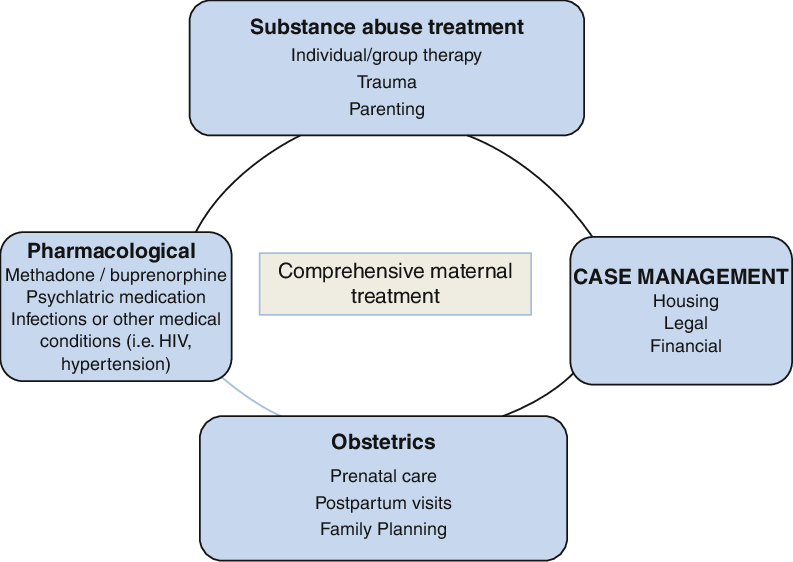 Substance abuse treatment
Individual/group therapy
Trauma
Parenting
Pharmacological
Methadone / buprenorphine
Psychlatric medication
Infections or other medical
conditions (i.e. HIV,
hypertension)
Comprehensive maternal
treatment
CASE MANAGEMENT
Housing
Legal
Financial
Obstetrics
Prenatal care
Postpartum visits
Family Planning